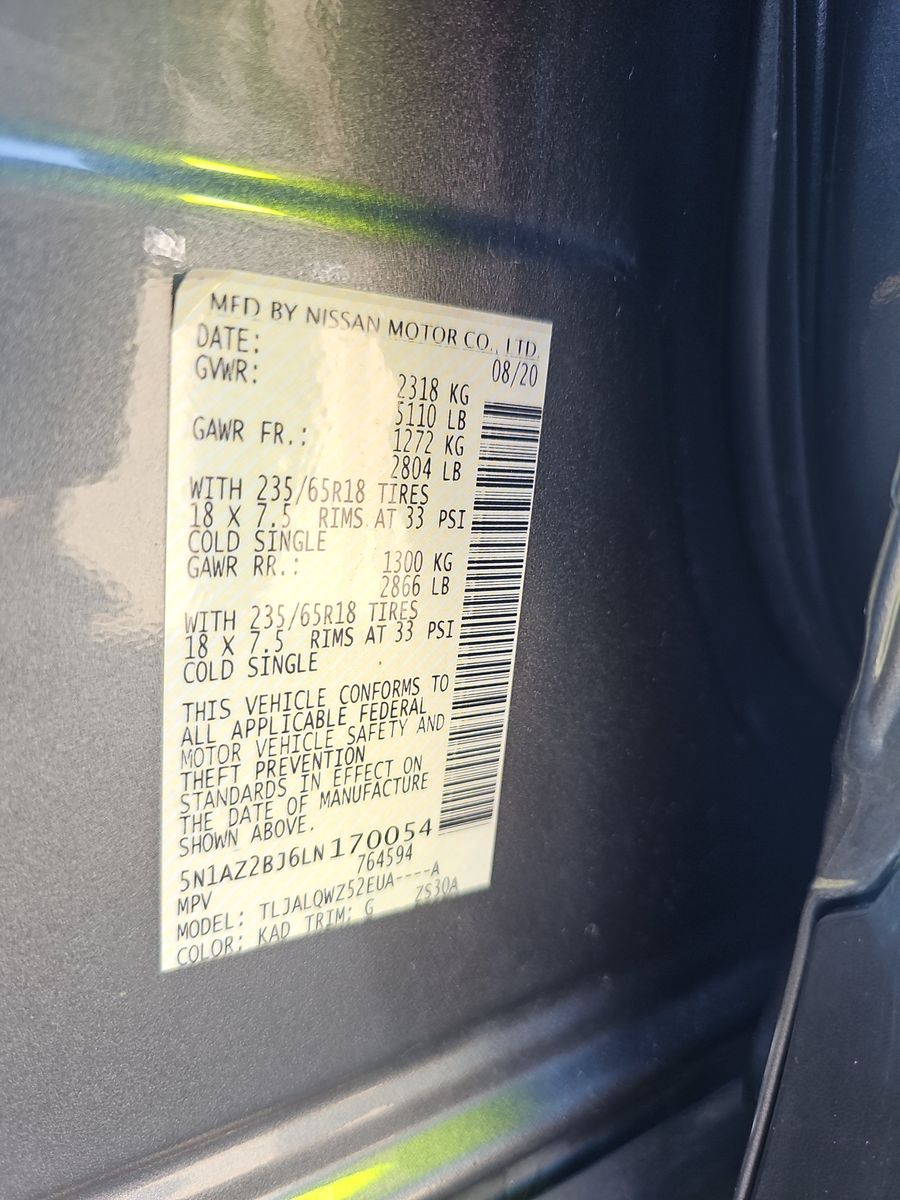 MFD BY NISSAN MOTOR CO., LTD.
DATE: 08/20
GVWR: 2318 KG
5110 LB
GAWR FR.: 1272 KG
2804 LB
WITH 235/65R18 TIRES
18 X 7.5 RIMS AT 33 PSI
COLD SINGLE
GAWR RR.: 1300 KG
2866 LB
WITH 235/65R18 TIRES
18 X 7.5 RIMS AT 33 PSI
COLD SINGLE
THIS VEHICLE CONFORMS TO
ALL APPLICABLE FEDERAL
MOTOR VEHICLE SAFETY AND
THEFT PREVENTION
STANDARDS IN EFFECT ON
THE DATE OF MANUFACTURE
SHOWN ABOVE.
5N1AZ2BJ6LN170054
MPV 764594
MODEL: TLJALQWZ52EUA----A
COLOR: KAD TRIM: G ZS30A